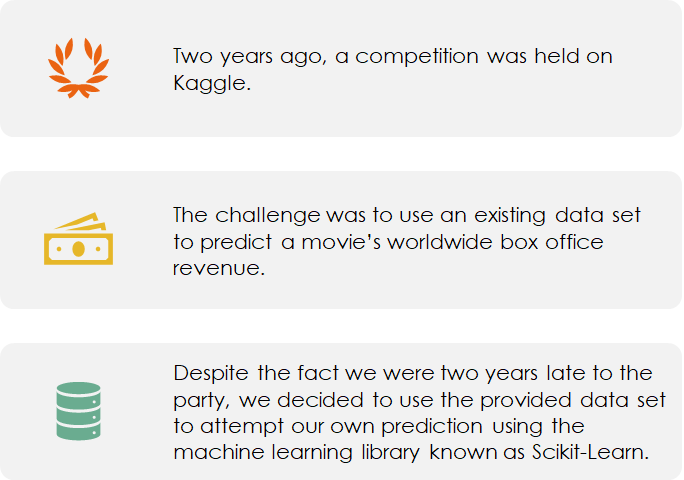 Two years ago, a competition was held on
Kaggle.
The challenge was to use an existing data set
to predict a movie’s worldwide box office
revenue.
Despite the fact we were two years late to the
party, we decided to use the provided data set
to attempt our own prediction using the
machine learning library known as Scikit-Learn.